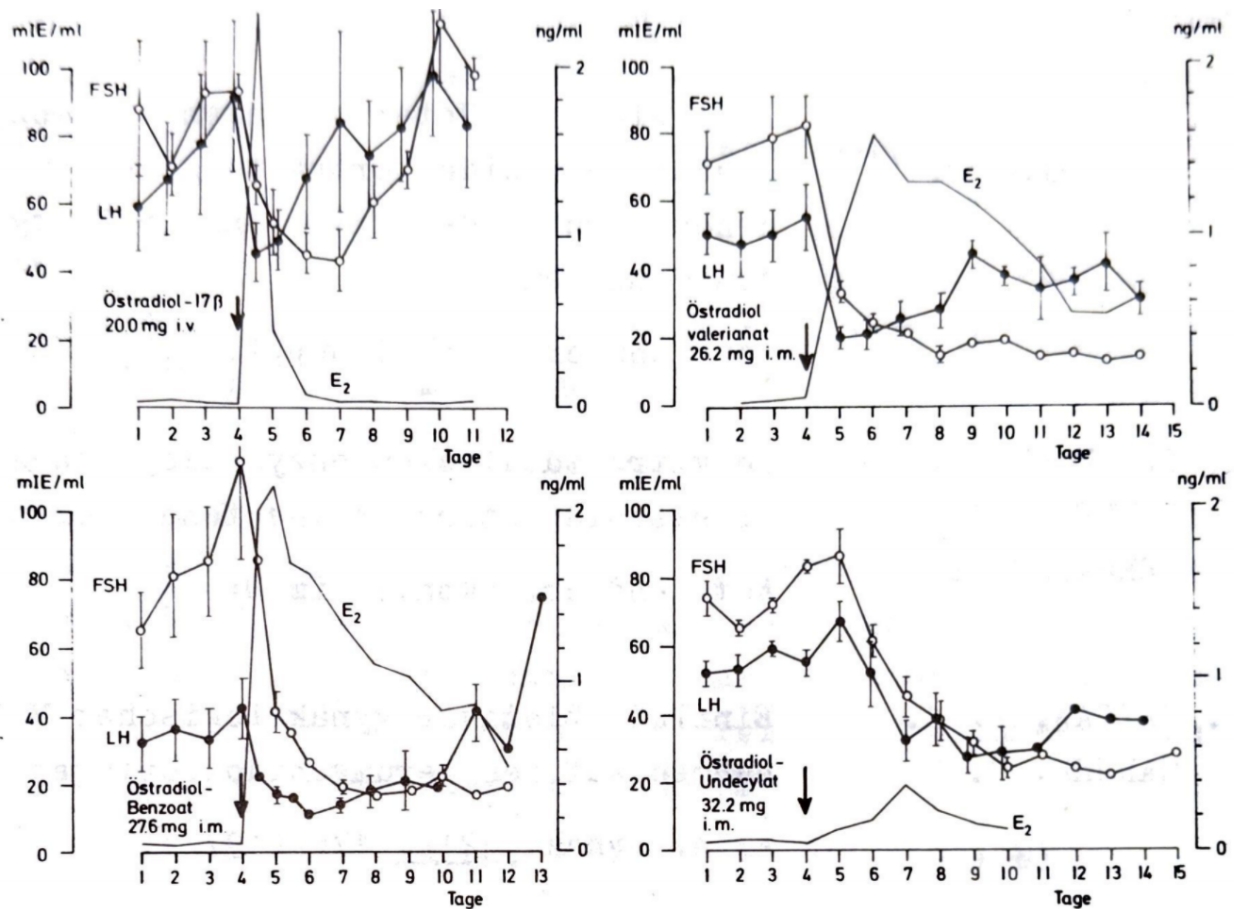 mIE/ml
ng/ml
100
80
60
40
20
0
2
1
0
FSH
LH
Östradiol-17β
20.0 mg i.v.
E2
1 2 3 4 5 6 7 8 9 10 11 12
Tage
mIE/ml
ng/ml
100
80
60
40
20
0
2
1
0
FSH
LH
E2
Östradiol
valerianat
26.2 mg i.m.
1 2 3 4 5 6 7 8 9 10 11 12 13 14 15
Tage
mIE/ml
ng/ml
100
80
60
40
20
0
2
1
0
FSH
LH
E2
Östradiol-
Benzoat
27.6 mg i.m.
1 2 3 4 5 6 7 8 9 10 11 12 13
Tage
mIE/ml
ng/ml
100
80
60
40
20
0
2
1
0
FSH
LH
Östradiol-
Undecylat
32.2 mg
i.m.
E2
1 2 3 4 5 6 7 8 9 10 11 12 13 14 15
Tage